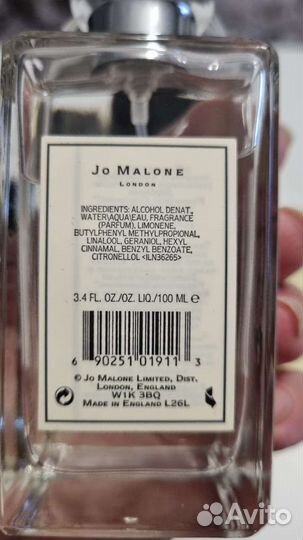 Jo Malone
London
INGREDIENTS: ALCOHOL DENAT.,
WATER\AQUA\EAU, FRAGRANCE
(PARFUM), LIMONENE,
BUTYLPHENYL METHYLPROPIONAL,
LINALOOL, GERANIOL, HEXYL
CINNAMAL, BENZYL BENZOATE,
CITRONELLOL <ILN36265>
3.4 FL. OZ./OZ. LIQ./100 ML ℮
6 90251 01911 3
© Jo Malone Limited, Dist.
London, England
W1K 3BQ
Made in England L26L
Avito